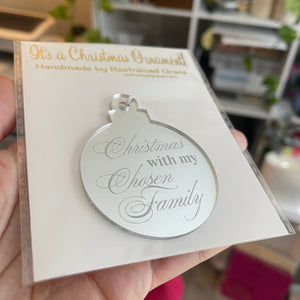 It's a Christmas Ornament!
Handmade by Restrained Grace
Christmas
with my
Chosen
Family